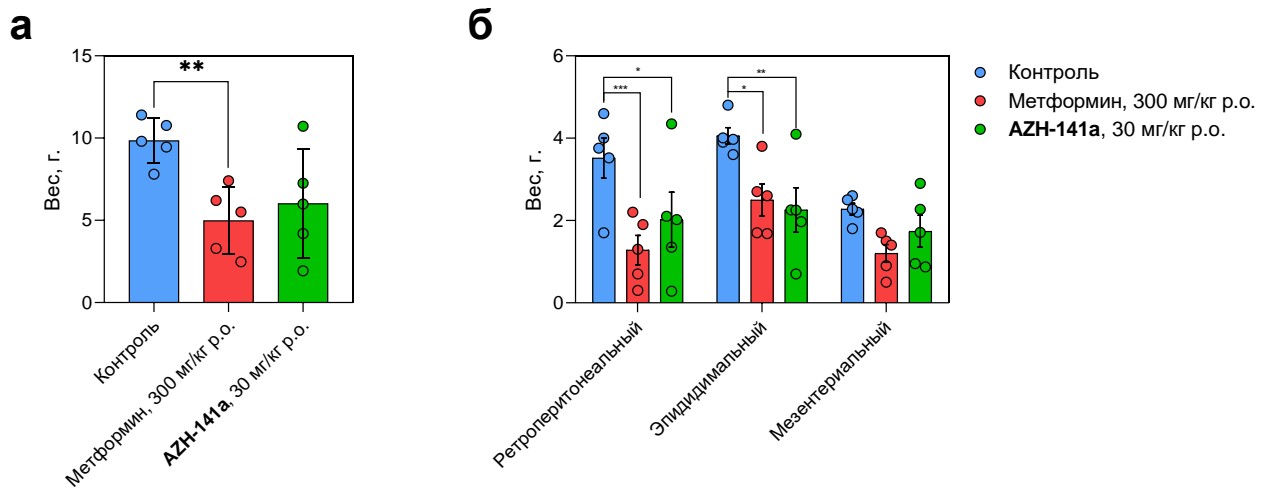 а
15
10
5
0
Вес, г.
**
Контроль
Метформин, 300 мг/кг p.o.
AZH-141a, 30 мг/кг p.o.
б
6
4
2
0
Вес, г.
*
***
**
*
Ретроперитонеальный
Эпидидимальный
Мезентериальный
Контроль
Метформин, 300 мг/кг p.o.
AZH-141a, 30 мг/кг p.o.